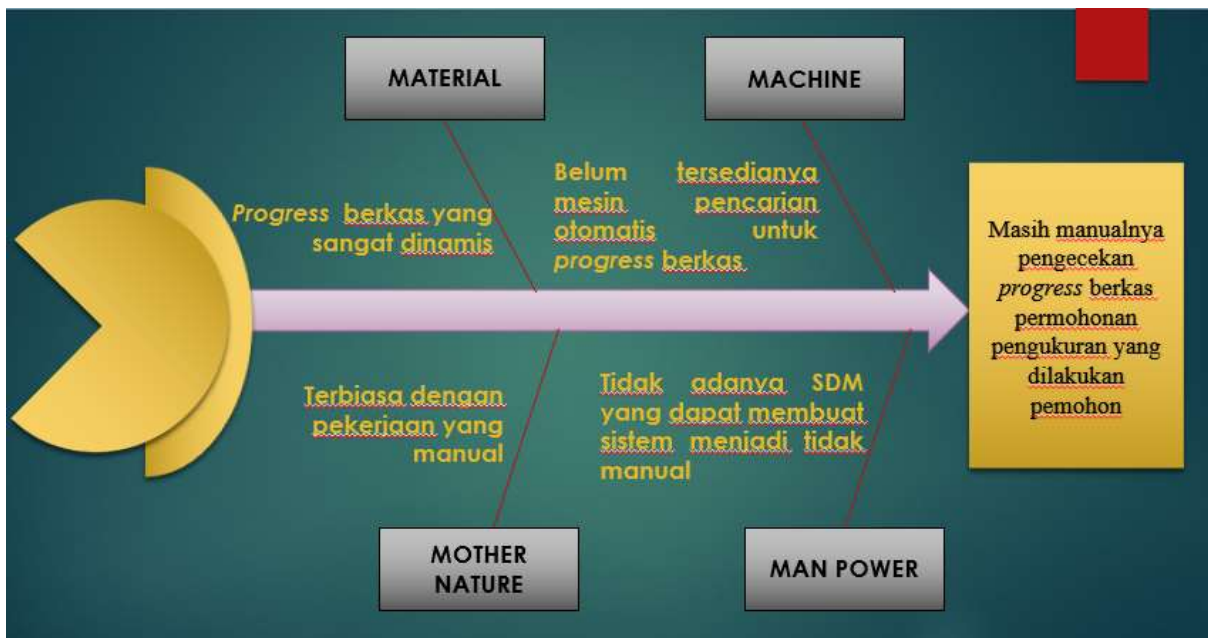 MATERIAL
MACHINE
Progress berkas yang
sangat dinamis
Belum tersedianya
mesin pencarian
otomatis untuk
progress berkas
Masih manualnya
pengecekan
progress berkas
permohonan
pengukuran yang
dilakukan
pemohon
Terbiasa dengan
pekerjaan yang
manual
Tidak adanya SDM
yang dapat membuat
sistem menjadi tidak
manual
MOTHER
NATURE
MAN POWER